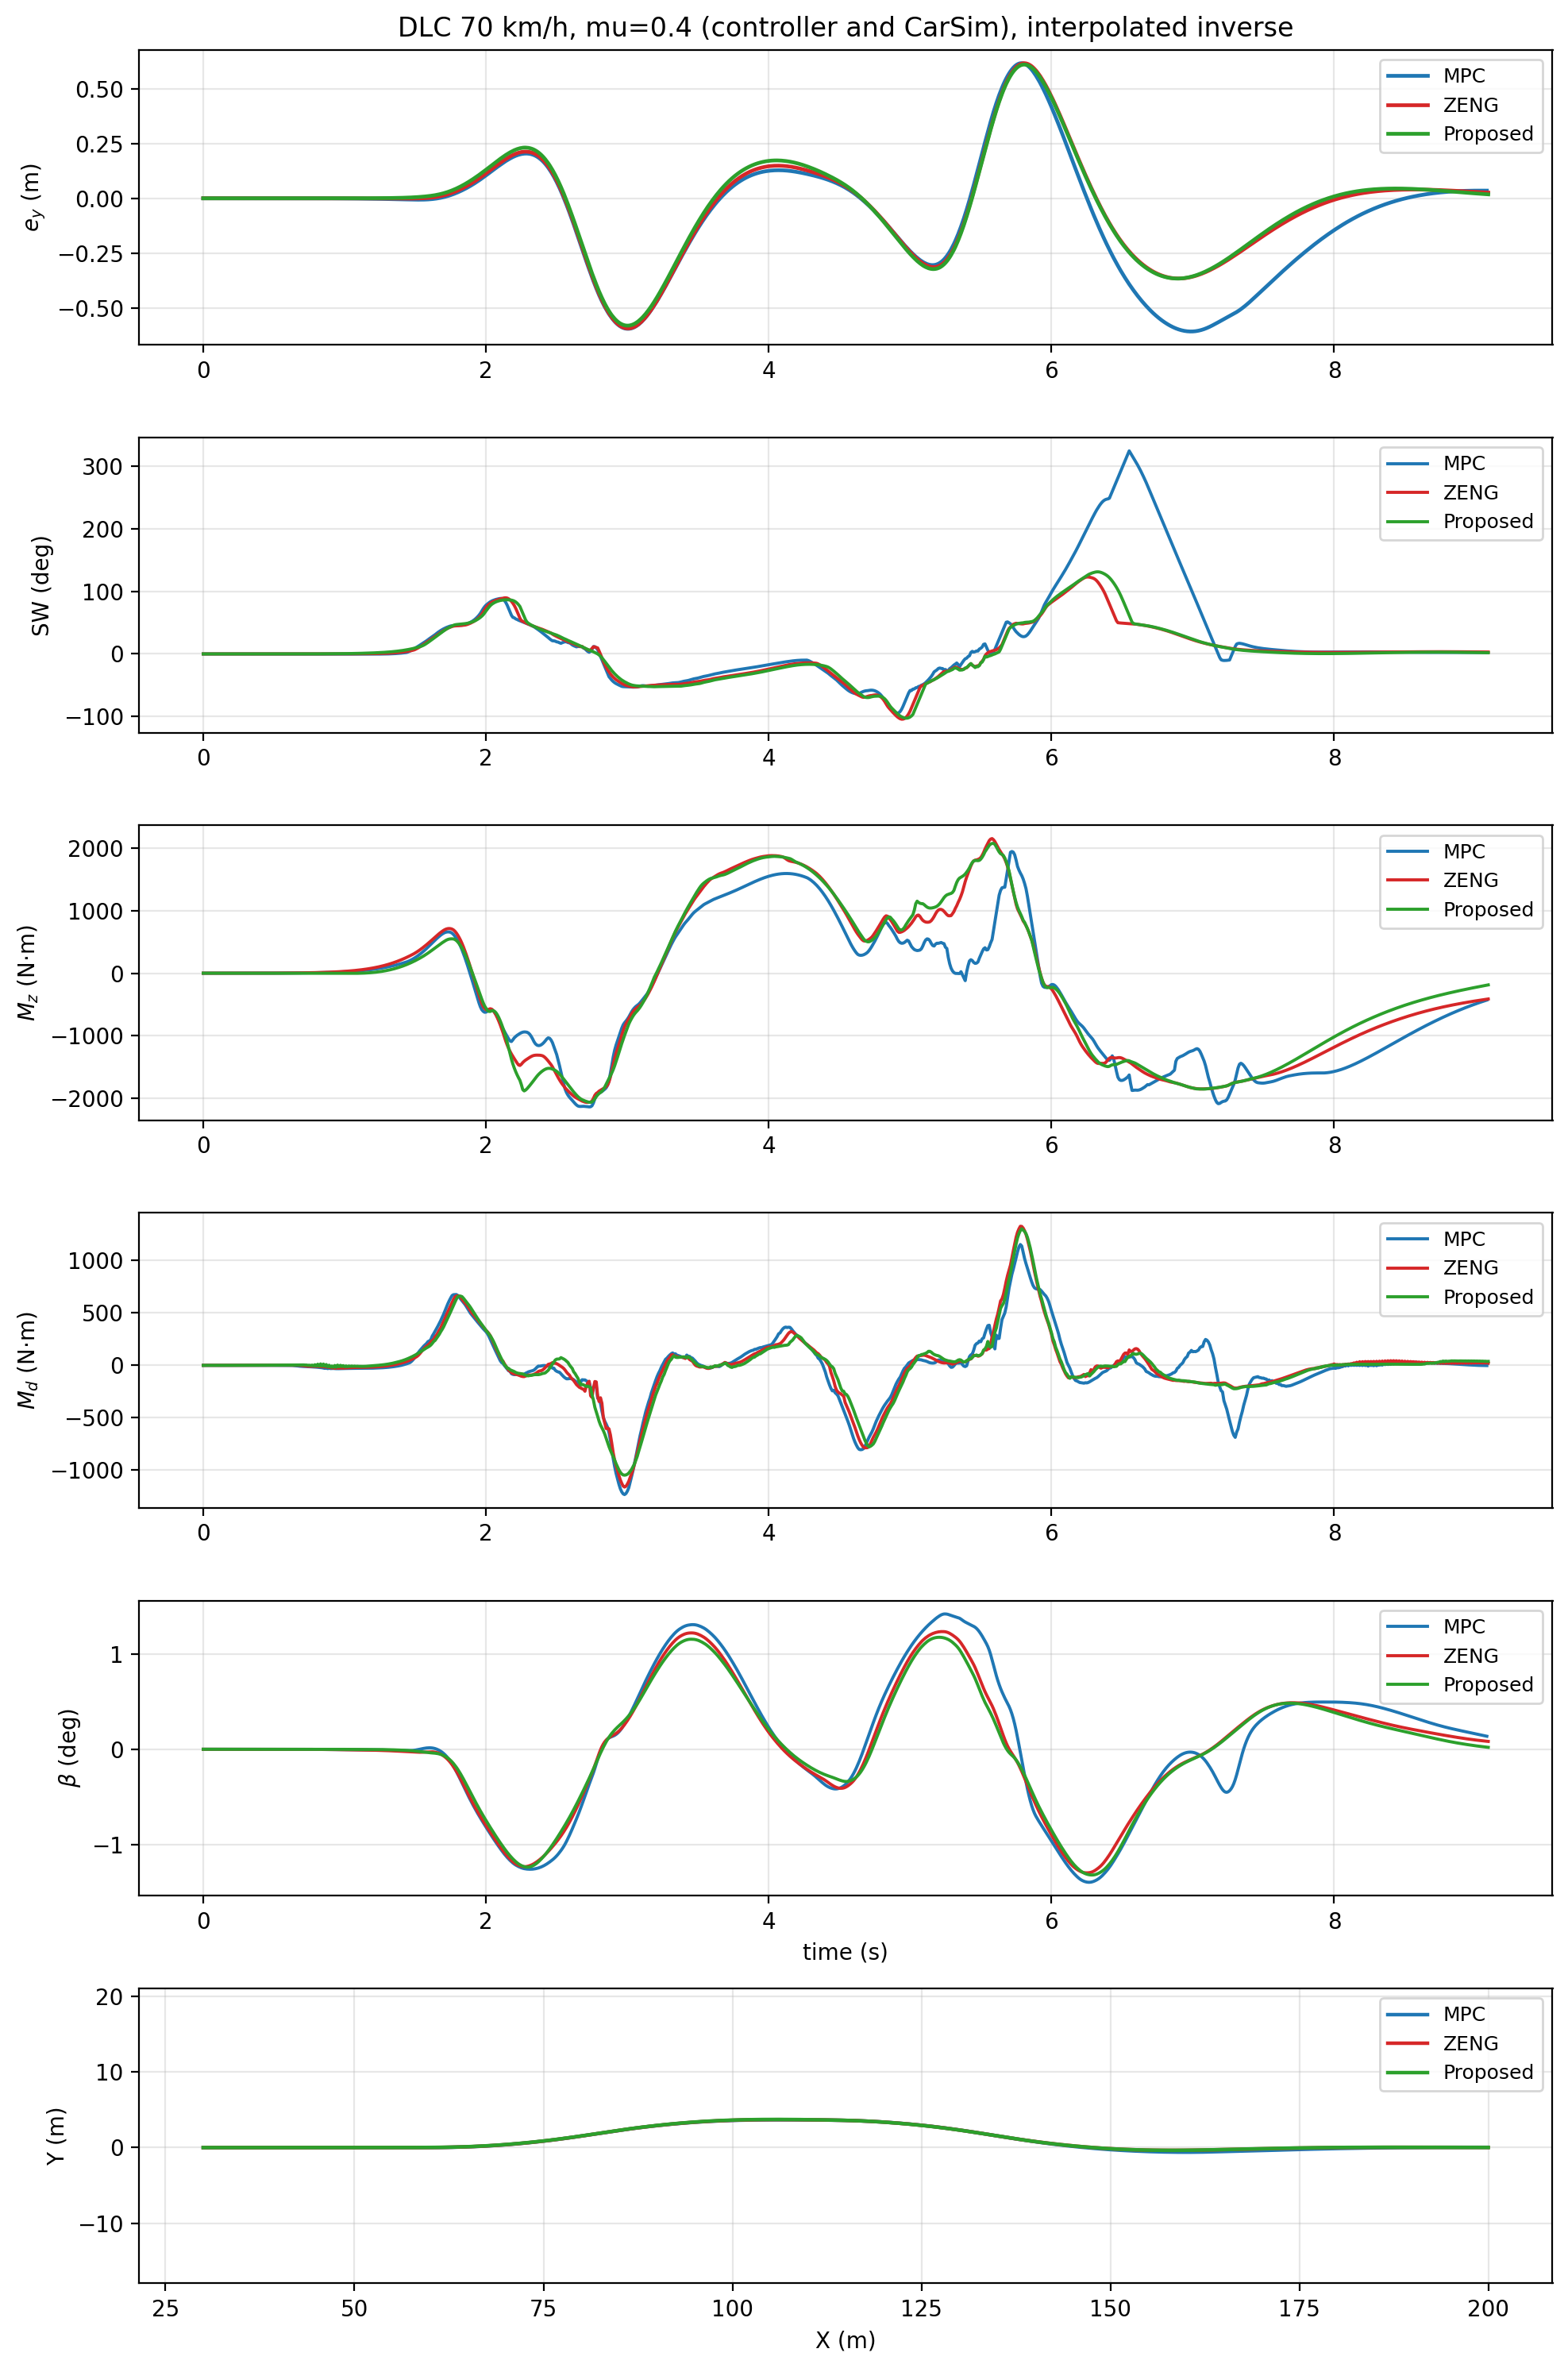 DLC 70 km/h, mu=0.4 (controller and CarSim), interpolated inverse
e_y (m)
0.50
0.25
0.00
−0.25
−0.50
MPC
ZENG
Proposed
0 2 4 6 8
SW (deg)
300
200
100
0
−100
MPC
ZENG
Proposed
0 2 4 6 8
M_z (N·m)
2000
1000
0
−1000
−2000
MPC
ZENG
Proposed
0 2 4 6 8
M_d (N·m)
1000
500
0
−500
−1000
MPC
ZENG
Proposed
0 2 4 6 8
β (deg)
1
0
−1
MPC
ZENG
Proposed
0 2 4 6 8
time (s)
Y (m)
20
10
0
−10
MPC
ZENG
Proposed
25 50 75 100 125 150 175 200
X (m)